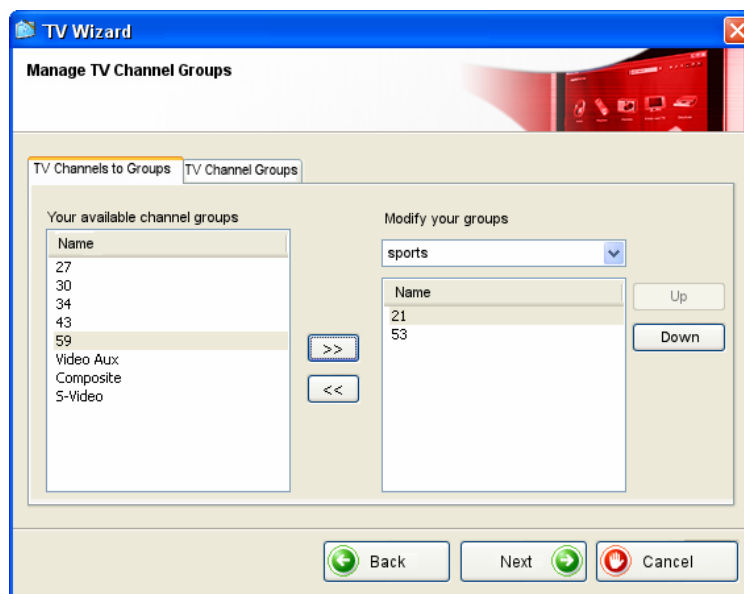 TV Wizard
Manage TV Channel Groups
TV Channels to Groups
TV Channel Groups
Your available channel groups
Name
27
30
34
43
59
Video Aux
Composite
S-Video
>>
<<
Modify your groups
sports
Name
21
53
Up
Down
Back
Next
Cancel